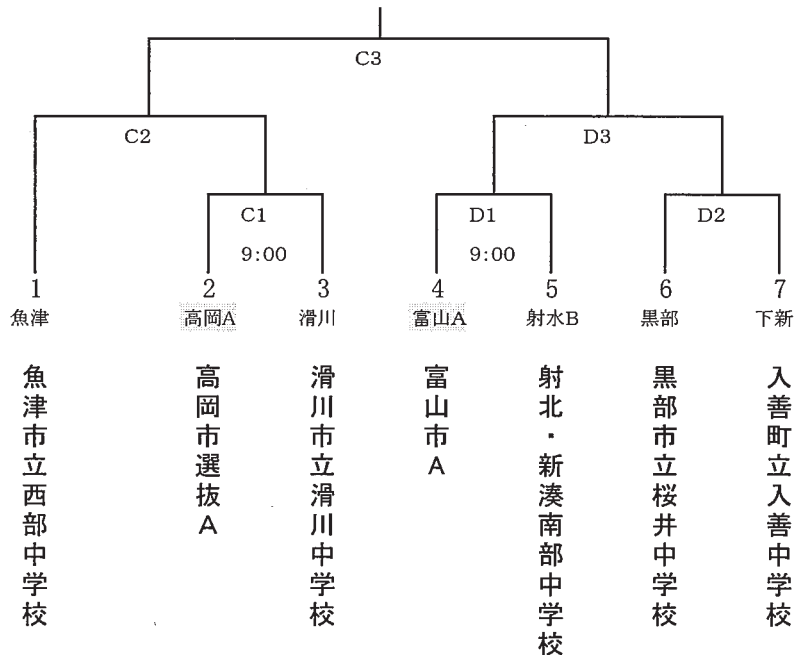 C3
C2
D3
C1
D1
D2
9:00
9:00
1
2
3
4
5
6
7
魚津
高岡A
滑川
富山A
射水B
黒部
下新
魚津市立西部中学校
高岡市選抜A
滑川市立滑川中学校
富山市A
射北・新湊南部中学校
黒部市立桜井中学校
入善町立入善中学校